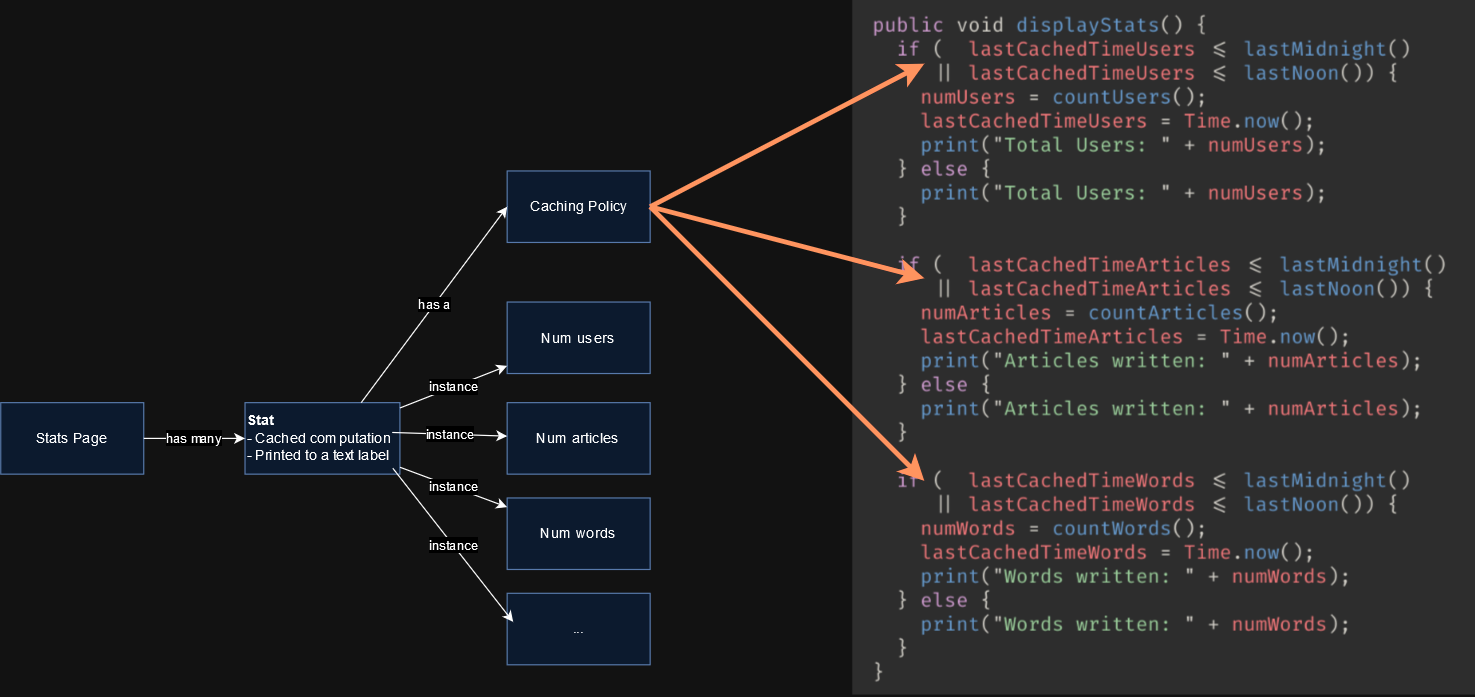 Stats Page
has many
Stat
- Cached computation
- Printed to a text label
has a
instance
instance
instance
instance
Caching Policy
Num users
Num articles
Num words
...
public void displayStats() {
if ( lastCachedTimeUsers ≤ lastMidnight()
|| lastCachedTimeUsers ≤ lastNoon()) {
numUsers = countUsers();
lastCachedTimeUsers = Time.now();
print("Total Users: " + numUsers);
} else {
print("Total Users: " + numUsers);
}
if ( lastCachedTimeArticles ≤ lastMidnight()
|| lastCachedTimeArticles ≤ lastNoon()) {
numArticles = countArticles();
lastCachedTimeArticles = Time.now();
print("Articles written: " + numArticles);
} else {
print("Articles written: " + numArticles);
}
if ( lastCachedTimeWords ≤ lastMidnight()
|| lastCachedTimeWords ≤ lastNoon()) {
numWords = countWords();
lastCachedTimeWords = Time.now();
print("Words written: " + numWords);
} else {
print("Words written: " + numWords);
}
}